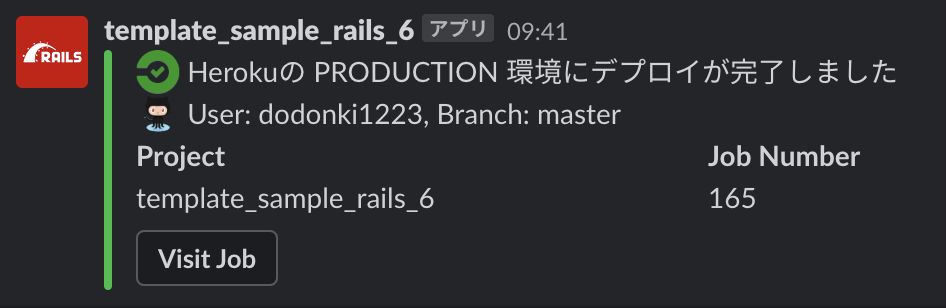 RAILS
template_sample_rails_6 アプリ 09:41
Herokuの PRODUCTION 環境にデプロイが完了しました
User: dodonki1223, Branch: master
Project Job Number
template_sample_rails_6 165
Visit Job